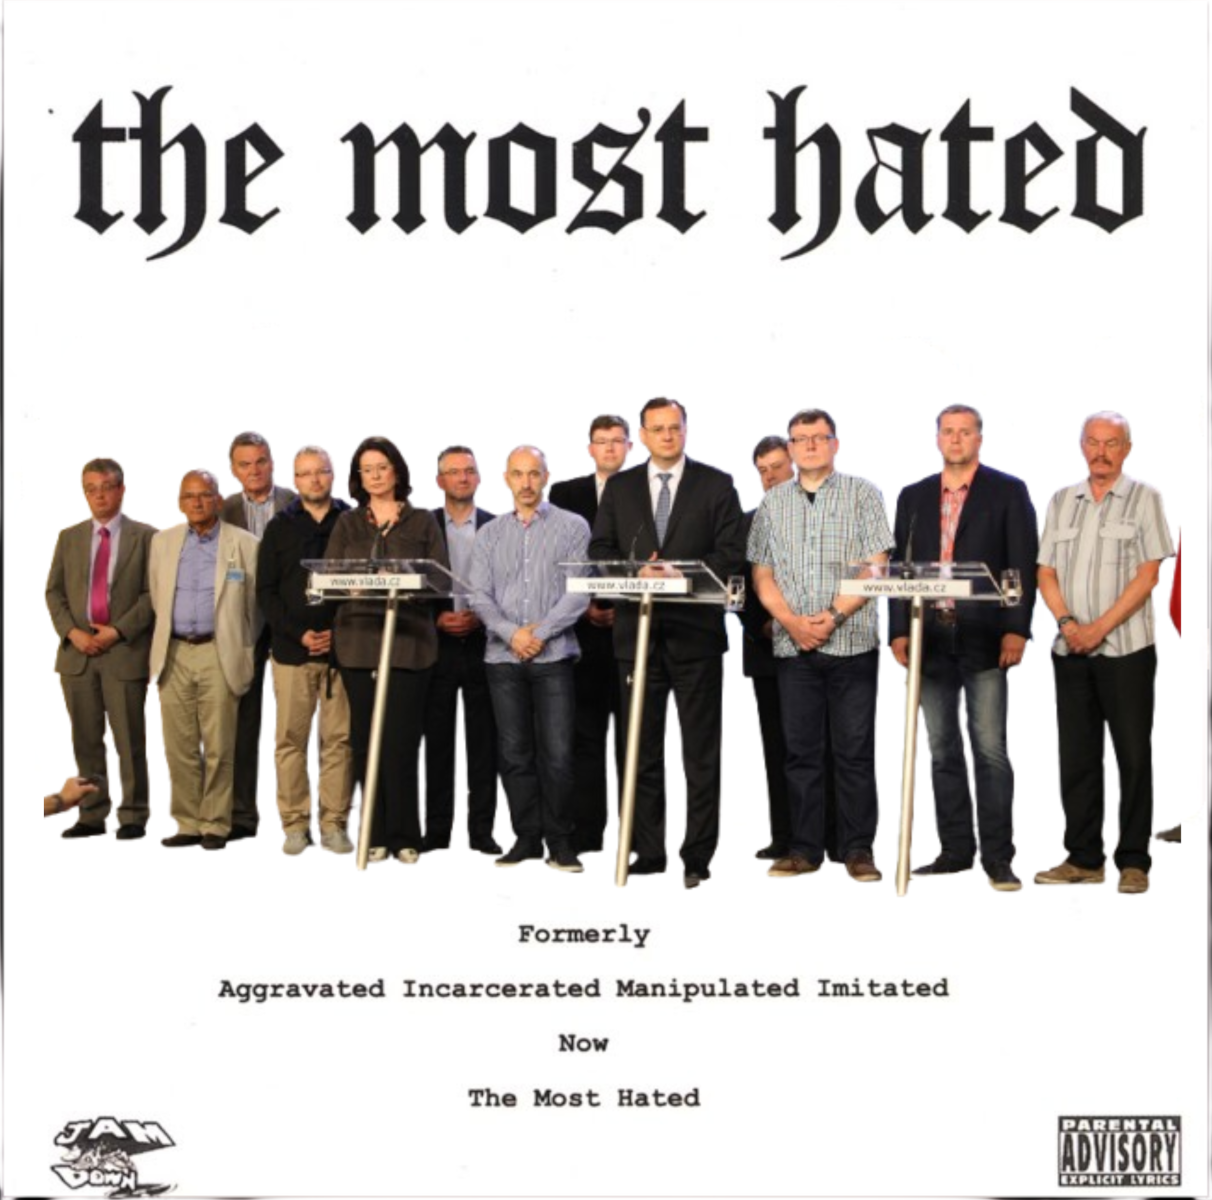 the most hated
www.vlada.cz
www.vlada.cz
www.vlada.cz
Formerly
Aggravated Incarcerated Manipulated Imitated
Now
The Most Hated
JAM
DOWN
PARENTAL
ADVISORY
EXPLICIT LYRICS